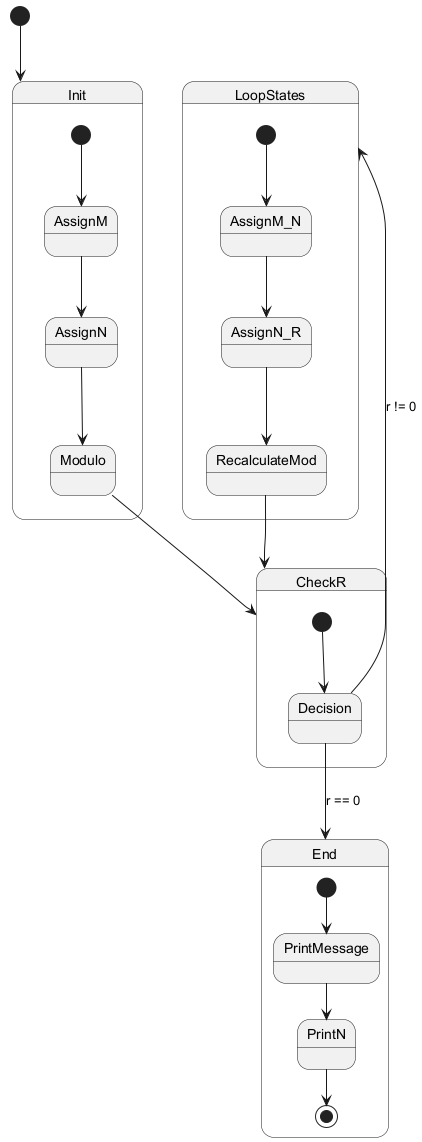 Init
AssignM
AssignN
Modulo
LoopStates
AssignM_N
AssignN_R
RecalculateMod
r != 0
CheckR
Decision
r == 0
End
PrintMessage
PrintN